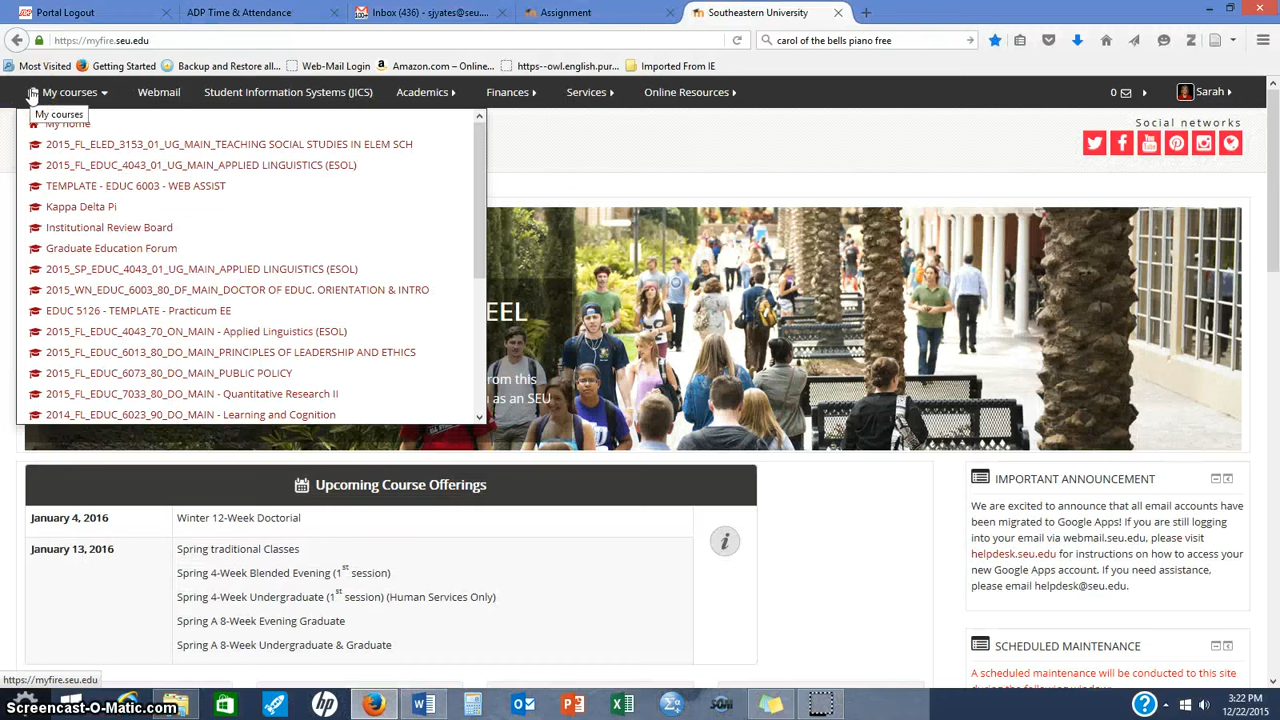 Portal Logout
ADP Time & Attendance
Inbox (436) - sjyates@seu...
Assignment
Southeastern University
https://myfire.seu.edu
carol of the bells piano free
Most Visited
Getting Started
Backup and Restore all...
Web-Mail Login
Amazon.com – Online...
https--owl.english.pur...
Imported From IE
My courses
Webmail
Student Information Systems (JICS)
Academics
Finances
Services
Online Resources
0
Sarah
My courses
My home
Social networks
2015_FL_ELED_3153_01_UG_MAIN_TEACHING SOCIAL STUDIES IN ELEM SCH
2015_FL_EDUC_4043_01_UG_MAIN_APPLIED LINGUISTICS (ESOL)
TEMPLATE - EDUC 6003 - WEB ASSIST
Kappa Delta Pi
Institutional Review Board
Graduate Education Forum
2015_SP_EDUC_4043_01_UG_MAIN_APPLIED LINGUISTICS (ESOL)
2015_WN_EDUC_6003_80_DF_MAIN_DOCTOR OF EDUC. ORIENTATION & INTRO
EDUC 5126 - TEMPLATE - Practicum EE
2015_FL_EDUC_4043_70_ON_MAIN - Applied Linguistics (ESOL)
2015_FL_EDUC_6013_80_DO_MAIN_PRINCIPLES OF LEADERSHIP AND ETHICS
2015_FL_EDUC_6073_80_DO_MAIN_PUBLIC POLICY
2015_FL_EDUC_7033_80_DO_MAIN - Quantitative Research II
2014_FL_EDUC_6023_90_DO_MAIN - Learning and Cognition
EEL
from this
u as an SEU
Upcoming Course Offerings
January 4, 2016
Winter 12-Week Doctorial
January 13, 2016
Spring traditional Classes
Spring 4-Week Blended Evening (1st session)
Spring 4-Week Undergraduate (1st session) (Human Services Only)
Spring A 8-Week Evening Graduate
Spring A 8-Week Undergraduate & Graduate
IMPORTANT ANNOUNCEMENT
We are excited to announce that all email accounts have
been migrated to Google Apps! If you are still logging
into your email via webmail.seu.edu, please visit
helpdesk.seu.edu for instructions on how to access your
new Google Apps account. If you need assistance,
please email helpdesk@seu.edu.
SCHEDULED MAINTENANCE
A scheduled maintenance will be conducted to this site
https://myfire.seu.edu
Screencast-O-Matic.com
3:22 PM
12/22/2015